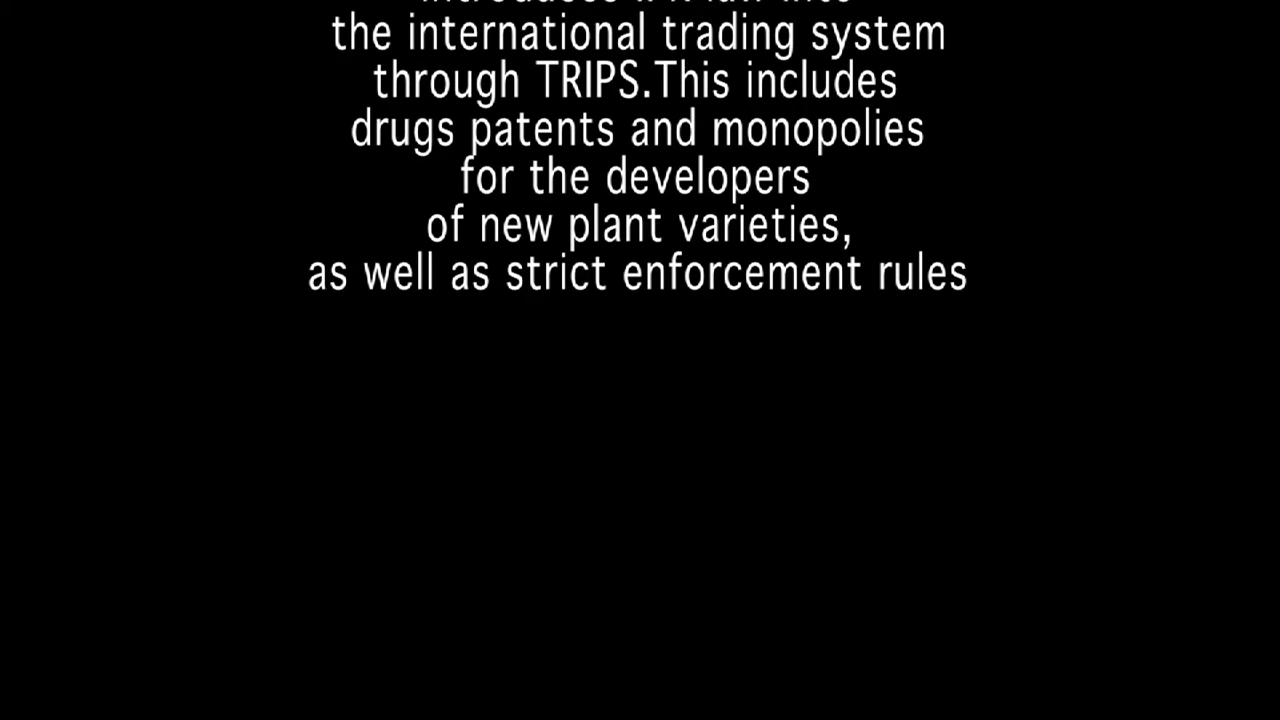 the international trading system
through TRIPS.This includes
drugs patents and monopolies
for the developers
of new plant varieties,
as well as strict enforcement rules